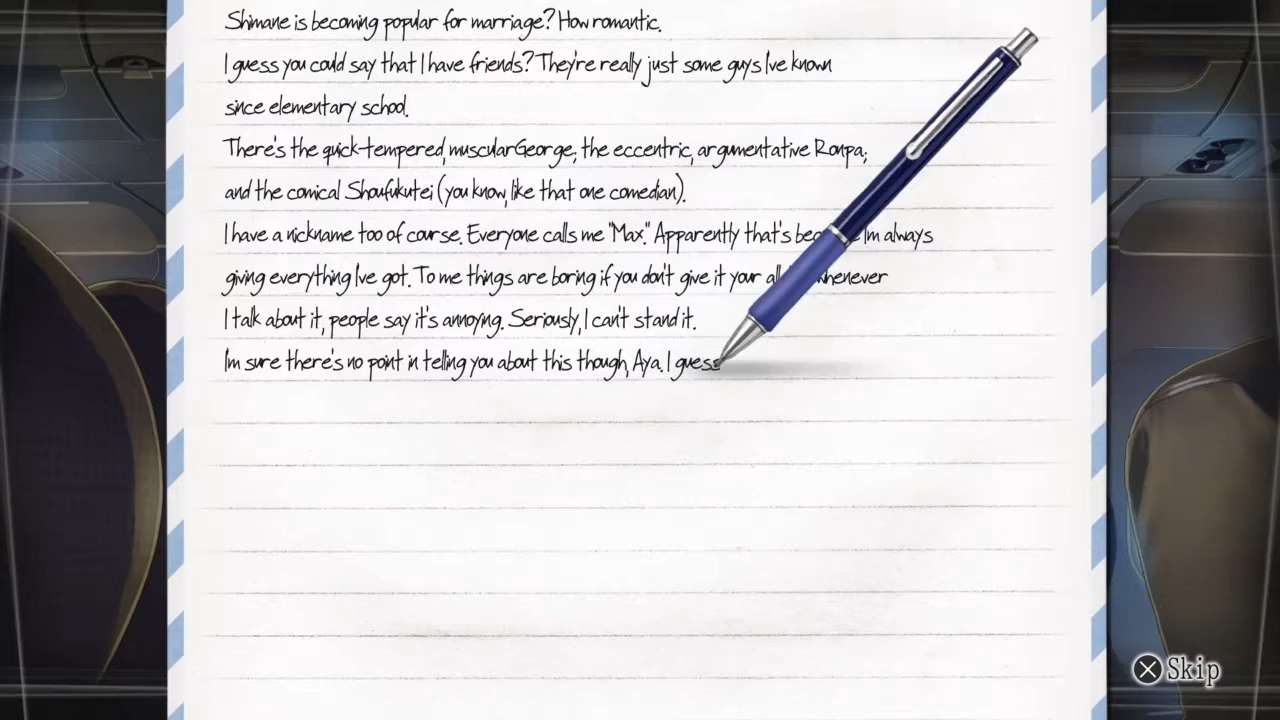 Shimane is becoming popular for marriage? How romantic.
I guess you could say that I have friends? They're really just some guys I've known
since elementary school.
There's the quick-tempered, muscular George; the eccentric, argumentative Ronpa;
and the comical Shoufukutei (you know, like that one comedian).
I have a nickname too of course. Everyone calls me "Max." Apparently that's I'm always
giving everything I've got. To me things are boring if you don't give it your whenever
I talk about it, people say it's annoying. Seriously, I can't stand it.
I'm sure there's no point in telling you about this though, Aya. I guess
Skip